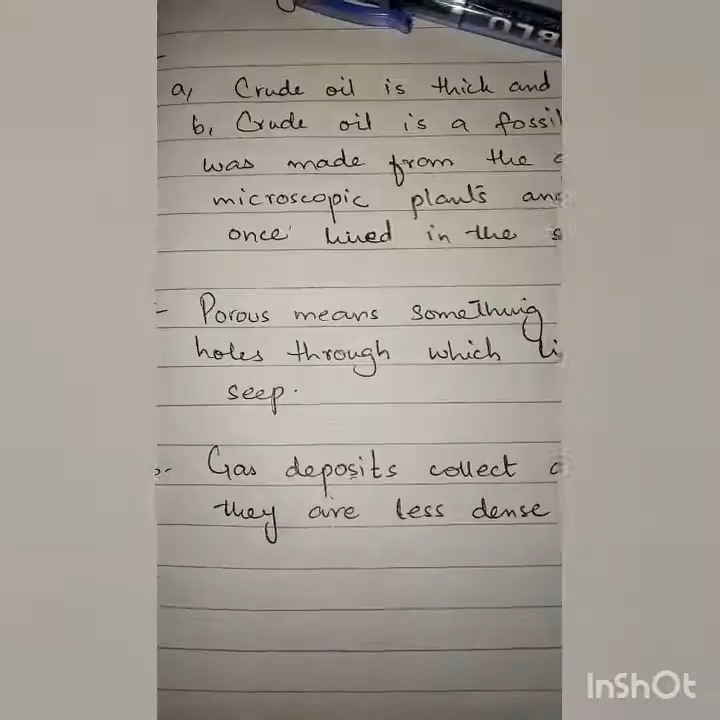 BLO
a, Crude oil is thick and
b, Crude oil is a fossil
was made from the
microscopic plants and
once lived in the
- Porous means something
holes through which
seep.
- Gas deposits collect
they are less dense
InShOt